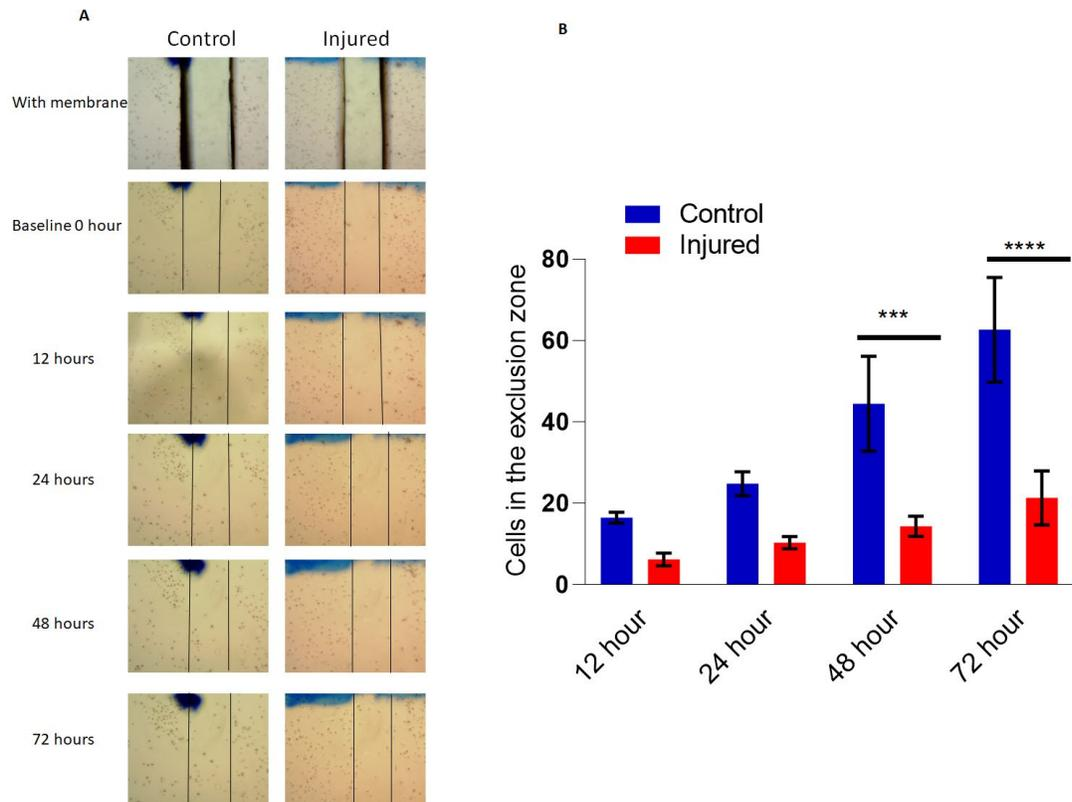 A
Control Injured
With membrane
Baseline 0 hour
12 hours
24 hours
48 hours
72 hours
B
Control
Injured
Cells in the exclusion zone
80
60
40
20
0
***
****
12 hour
24 hour
48 hour
72 hour